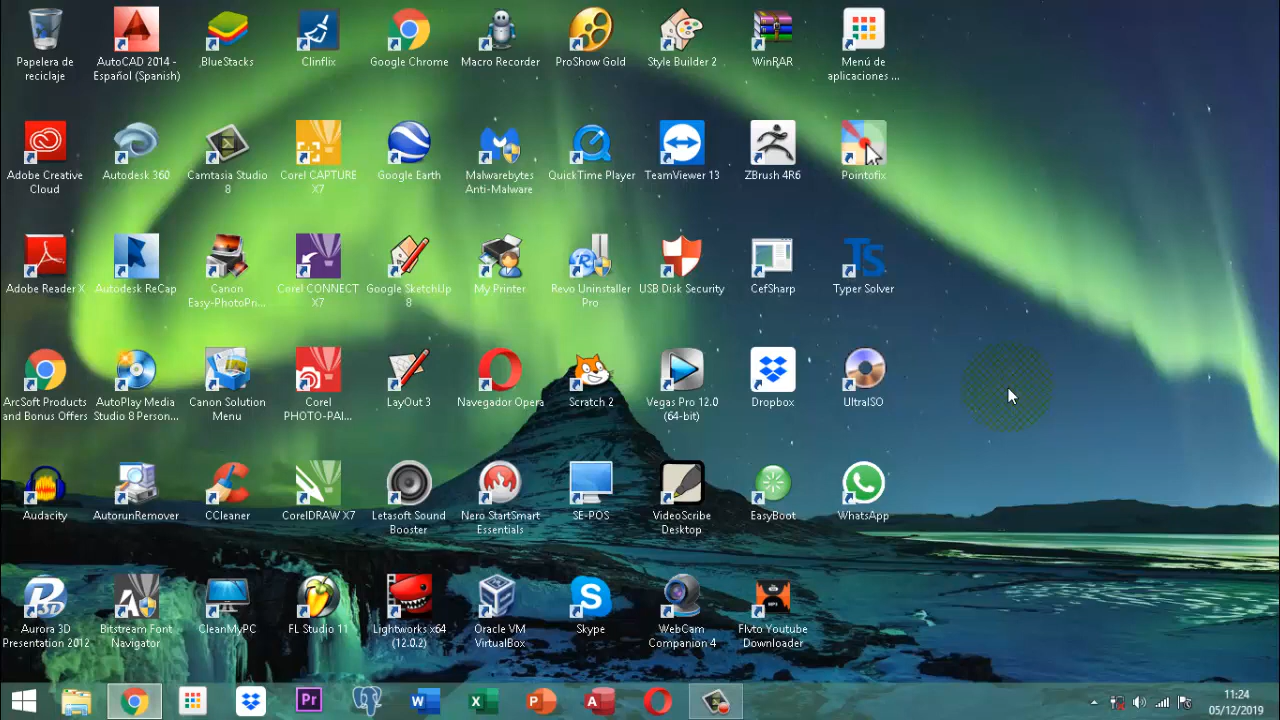 Papelera de
reciclaje
AutoCAD 2014 -
Español (Spanish)
BlueStacks
Clinflix
Google Chrome
Macro Recorder
ProShow Gold
Style Builder 2
WinRAR
Menú de
aplicaciones ...
Adobe Creative
Cloud
Autodesk 360
Camtasia Studio
8
Corel CAPTURE
X7
Google Earth
Malwarebytes
Anti-Malware
QuickTime Player
TeamViewer 13
ZBrush 4R6
Pointofix
Adobe Reader X
Autodesk ReCap
Canon
Easy-PhotoPri...
Corel CONNECT
X7
Google SketchUp
8
My Printer
Revo Uninstaller
Pro
USB Disk Security
CefSharp
TS
Typer Solver
ArcSoft Products
and Bonus Offers
AutoPlay Media
Studio 8 Person...
Canon Solution
Menu
Corel
PHOTO-PAI...
LayOut 3
Navegador Opera
Scratch 2
Vegas Pro 12.0
(64-bit)
Dropbox
UltraISO
Audacity
AutorunRemover
CCleaner
CorelDRAW X7
Letasoft Sound
Booster
Nero StartSmart
Essentials
SE-POS
VideoScribe
Desktop
EasyBoot
WhatsApp
Aurora 3D
Presentation 2012
Bitstream Font
Navigator
CleanMyPC
FL Studio 11
Lightworks x64
(12.0.2)
Oracle VM
VirtualBox
Skype
WebCam
Companion 4
Flvto Youtube
Downloader
Pr
W
X
P
A
11:24
05/12/2019